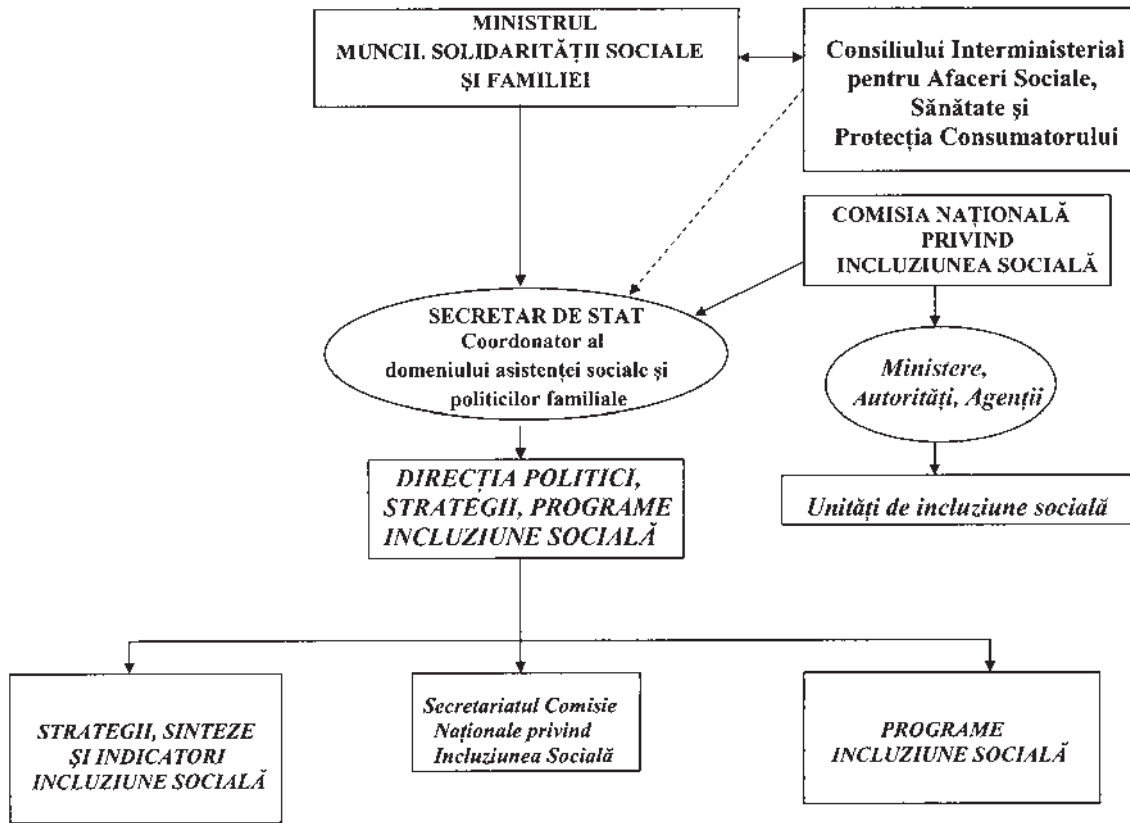 MINISTRUL
MUNCII. SOLIDARITĂȚII SOCIALE
ȘI FAMILIEI
Consiliului Interministerial
pentru Afaceri Sociale,
Sănătate și
Protecția Consumatorului
COMISIA NAȚIONALĂ
PRIVIND
INCLUZIUNEA SOCIALĂ
SECRETAR DE STAT
Coordonator al
domeniului asistenței sociale și
politicilor familiale
Ministere,
Autorități, Agenții
DIRECȚIA POLITICI,
STRATEGII, PROGRAME
INCLUZIUNE SOCIALĂ
Unități de incluziune socială
STRATEGII, SINTEZE
ȘI INDICATORI
INCLUZIUNE SOCIALĂ
Secretariatul Comisie
Naționale privind
Incluziunea Socială
PROGRAME
INCLUZIUNE SOCIALĂ